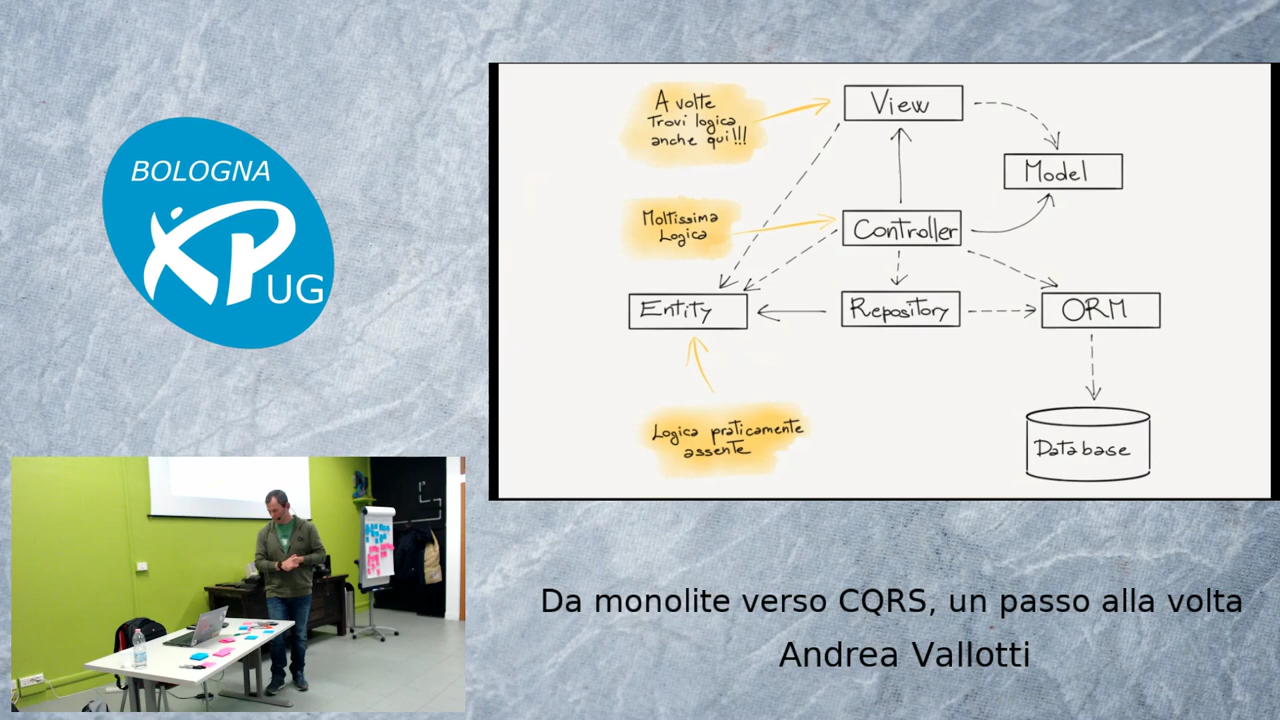 BOLOGNA
XP
UG
A volte
Trovi logica
anche qui!!!
View
Model
Moltissima
Logica
Controller
Entity
Repository
ORM
Logica praticamente
assente
Database
Da monolite verso CQRS, un passo alla volta
Andrea Vallotti